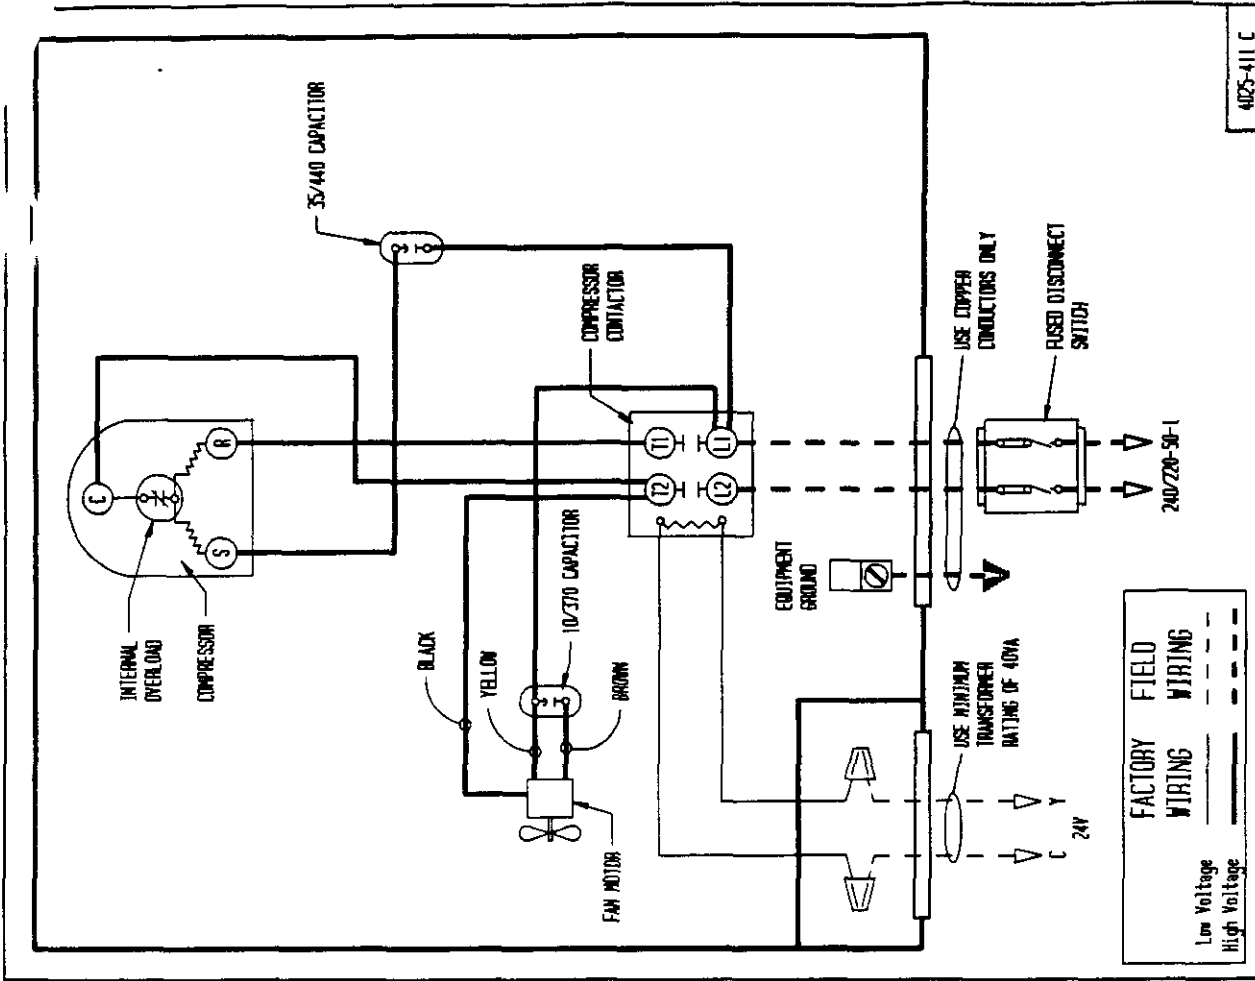 35/440 CAPACITOR
COMPRESSOR
CONTACTOR
C
R
S
INTERNAL
OVERLOAD
COMPRESSOR
BLACK
YELLOW
10/370 CAPACITOR
BROWN
FAN MOTOR
T1
L1
T2
L2
EQUIPMENT
GROUND
USE COPPER
CONDUCTORS ONLY
FUSED DISCONNECT
SWITCH
240/220-50-1
USE MINIMUM
TRANSFORMER
RATING OF 40VA
Y
C
24V
FACTORY
WIRING
FIELD
WIRING
Low Voltage
High Voltage
4025-411 C